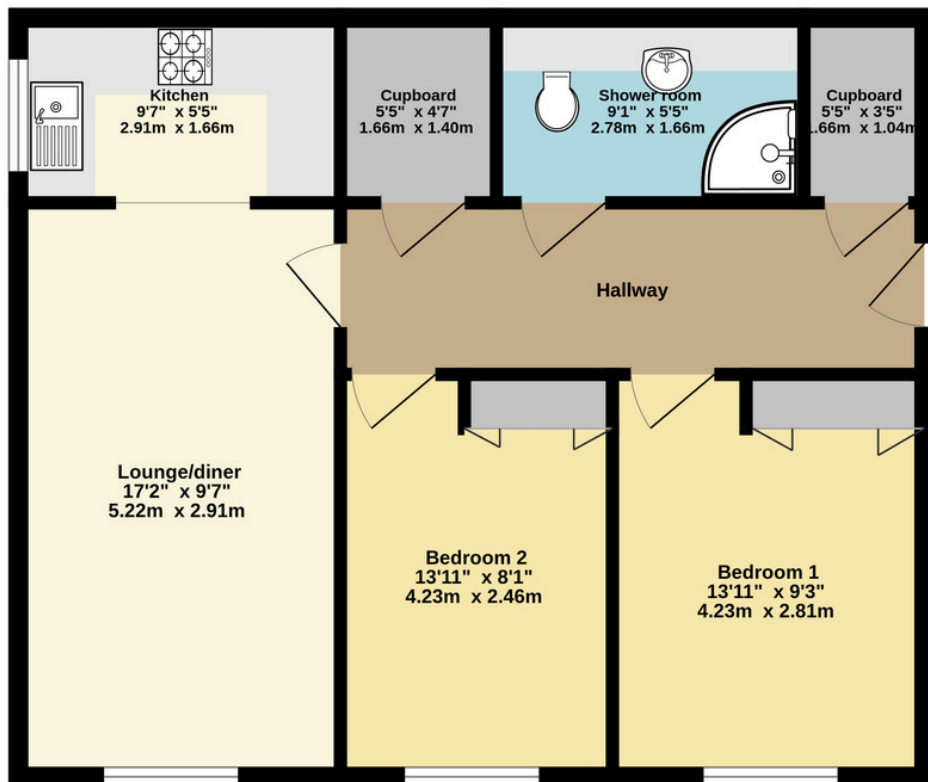 Kitchen
9'7" x 5'5"
2.91m x 1.66m
Cupboard
5'5" x 4'7"
1.66m x 1.40m
Shower room
9'1" x 5'5"
2.78m x 1.66m
Cupboard
5'5" x 3'5"
1.66m x 1.04m
Hallway
Lounge/diner
17'2" x 9'7"
5.22m x 2.91m
Bedroom 2
13'11" x 8'1"
4.23m x 2.46m
Bedroom 1
13'11" x 9'3"
4.23m x 2.81m